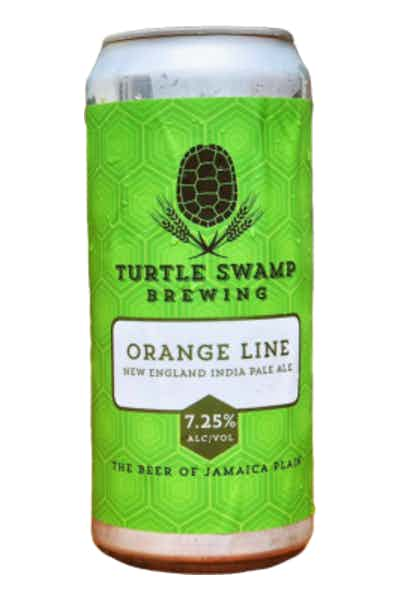 TURTLE SWAMP
BREWING
ORANGE LINE
NEW ENGLAND INDIA PALE ALE
7.25%
ALC/VOL
THE BEER OF JAMAICA PLAIN